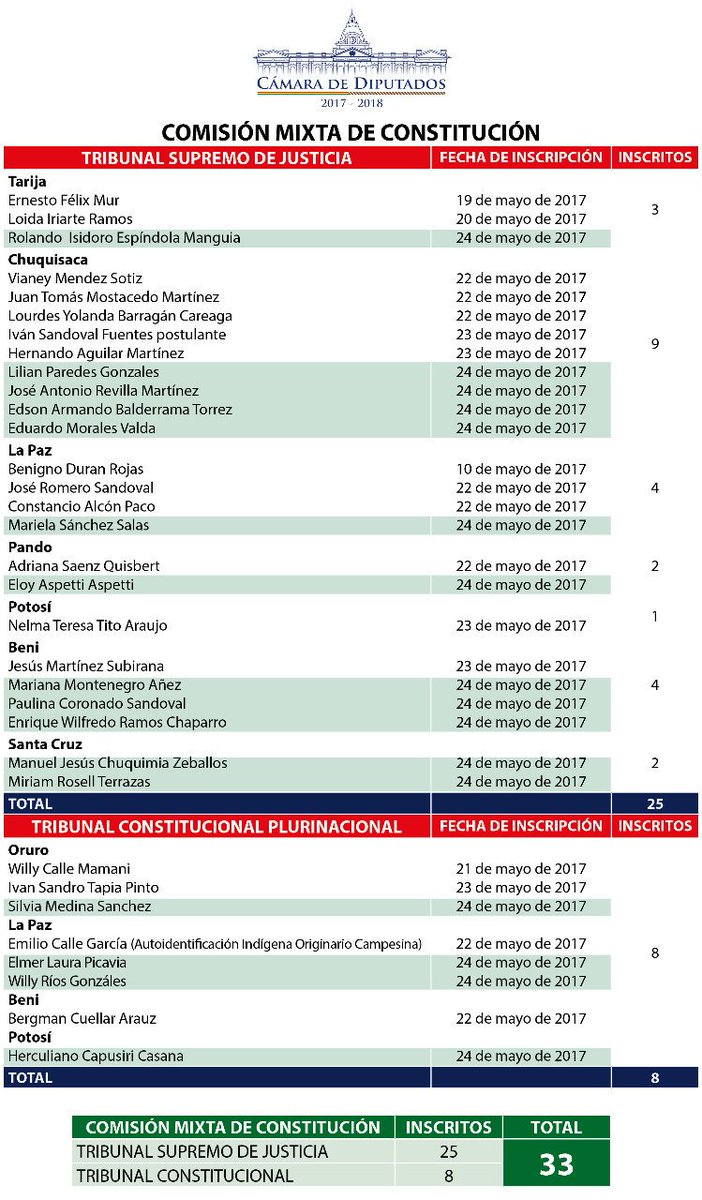 CÁMARA DE DIPUTADOS
2017 - 2018
COMISIÓN MIXTA DE CONSTITUCIÓN
TRIBUNAL SUPREMO DE JUSTICIA FECHA DE INSCRIPCIÓN INSCRITOS
Tarija
Ernesto Félix Mur 19 de mayo de 2017
3
Loida Iriarte Ramos 20 de mayo de 2017
Rolando Isidoro Espíndola Manguia 24 de mayo de 2017
Chuquisaca
Vianey Mendez Sotiz 22 de mayo de 2017
Juan Tomás Mostacedo Martínez 22 de mayo de 2017
Lourdes Yolanda Barragán Careaga 22 de mayo de 2017
Iván Sandoval Fuentes postulante 23 de mayo de 2017
9
Hernando Aguilar Martínez 23 de mayo de 2017
Lilian Paredes Gonzales 24 de mayo de 2017
José Antonio Revilla Martínez 24 de mayo de 2017
Edson Armando Balderrama Torrez 24 de mayo de 2017
Eduardo Morales Valda 24 de mayo de 2017
La Paz
Benigno Duran Rojas 10 de mayo de 2017
José Romero Sandoval 22 de mayo de 2017 4
Constancio Alcón Paco 22 de mayo de 2017
Mariela Sánchez Salas 24 de mayo de 2017
Pando
Adriana Saenz Quisbert 22 de mayo de 2017 2
Eloy Aspetti Aspetti 24 de mayo de 2017
Potosí
1
Nelma Teresa Tito Araujo 23 de mayo de 2017
Beni
Jesús Martínez Subirana 23 de mayo de 2017
Mariana Montenegro Añez 24 de mayo de 2017 4
Paulina Coronado Sandoval 24 de mayo de 2017
Enrique Wilfredo Ramos Chaparro 24 de mayo de 2017
Santa Cruz
Manuel Jesús Chuquimia Zeballos 24 de mayo de 2017 2
Miriam Rosell Terrazas 24 de mayo de 2017
TOTAL 25
TRIBUNAL CONSTITUCIONAL PLURINACIONAL FECHA DE INSCRIPCIÓN INSCRITOS
Oruro
Willy Calle Mamani 21 de mayo de 2017
Ivan Sandro Tapia Pinto 23 de mayo de 2017
Silvia Medina Sanchez 24 de mayo de 2017
La Paz
Emilio Calle García (Autoidentificación Indígena Originario Campesina) 22 de mayo de 2017
8
Elmer Laura Picavia 24 de mayo de 2017
Willy Ríos Gonzáles 24 de mayo de 2017
Beni
Bergman Cuellar Arauz 22 de mayo de 2017
Potosí
Herculiano Capusiri Casana 24 de mayo de 2017
TOTAL 8
COMISIÓN MIXTA DE CONSTITUCIÓN INSCRITOS TOTAL
TRIBUNAL SUPREMO DE JUSTICIA 25
33
TRIBUNAL CONSTITUCIONAL 8